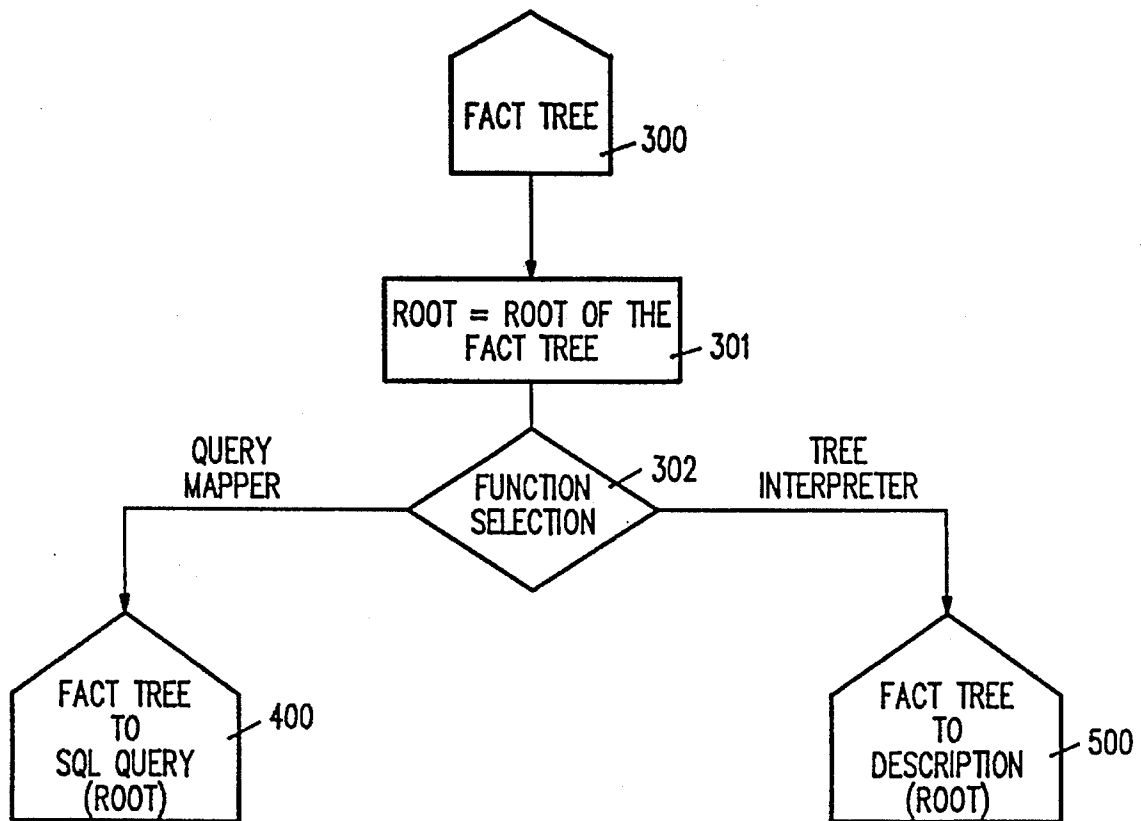 FACT TREE
300
ROOT = ROOT OF THE
FACT TREE
301
QUERY
MAPPER
FUNCTION
SELECTION
302
TREE
INTERPRETER
FACT TREE
TO
SQL QUERY
(ROOT)
400
FACT TREE
TO
DESCRIPTION
(ROOT)
500